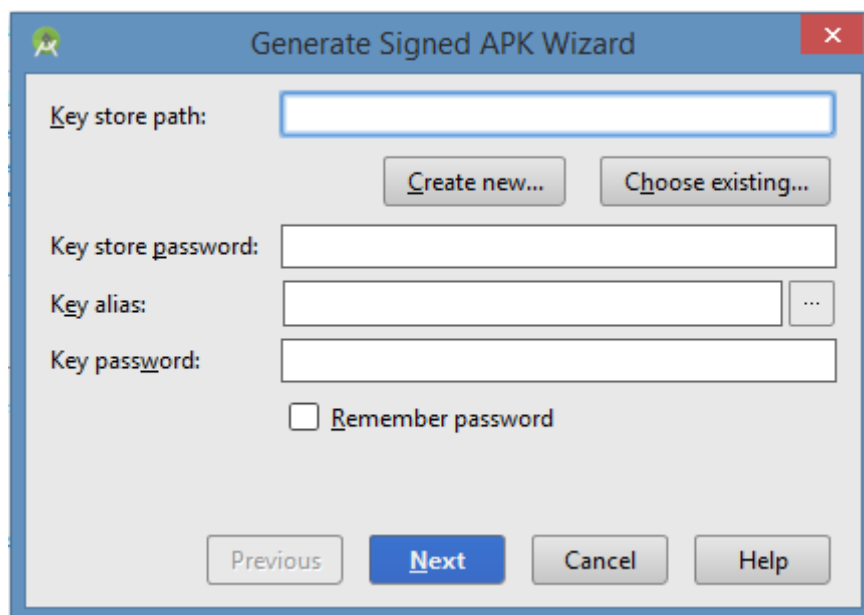 Generate Signed APK Wizard
Key store path:
Create new... Choose existing...
Key store password:
Key alias: ...
Key password:
Remember password
Previous Next Cancel Help